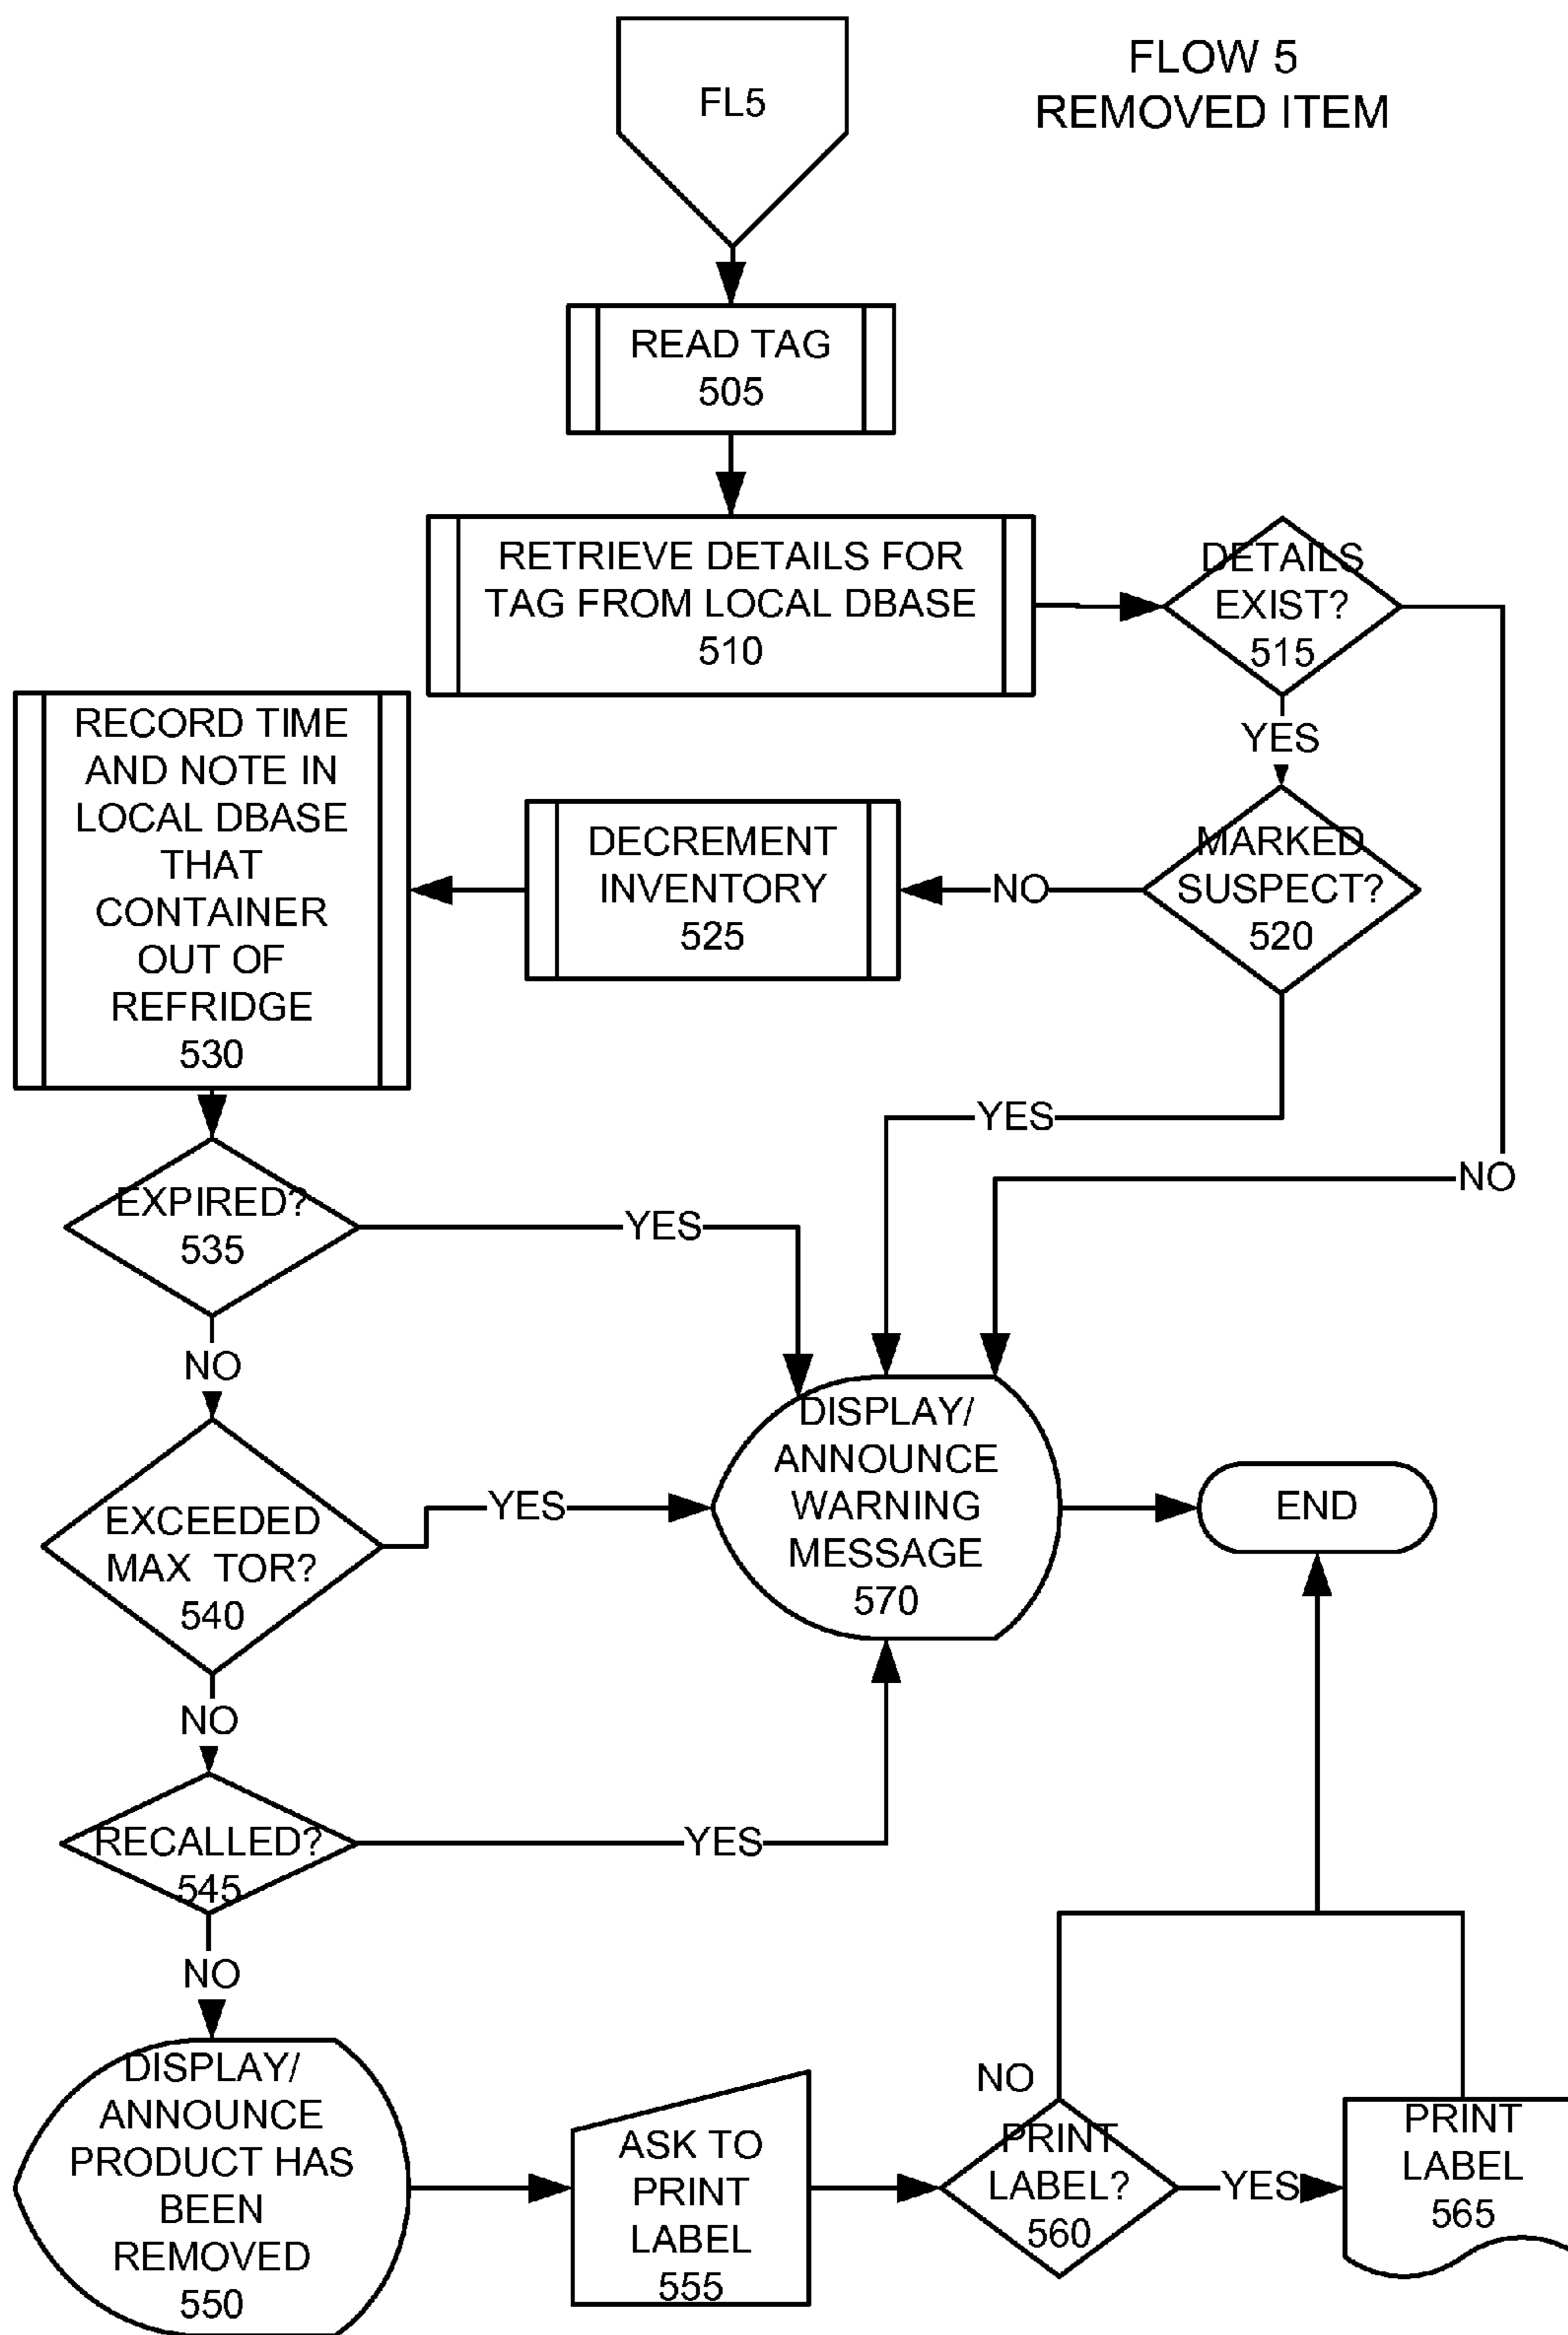 FL5
FLOW 5
REMOVED ITEM
READ TAG
505
RETRIEVE DETAILS FOR
TAG FROM LOCAL DBASE
510
DETAILS
EXIST?
515
YES
NO
MARKED
SUSPECT?
520
NO
YES
DECREMENT
INVENTORY
525
RECORD TIME
AND NOTE IN
LOCAL DBASE
THAT
CONTAINER
OUT OF
REFRIDGE
530
EXPIRED?
535
YES
NO
EXCEEDED
MAX TOR?
540
YES
NO
RECALLED?
545
YES
NO
DISPLAY/
ANNOUNCE
WARNING
MESSAGE
570
END
DISPLAY/
ANNOUNCE
PRODUCT HAS
BEEN
REMOVED
550
ASK TO
PRINT
LABEL
555
PRINT
LABEL?
560
NO
YES
PRINT
LABEL
565